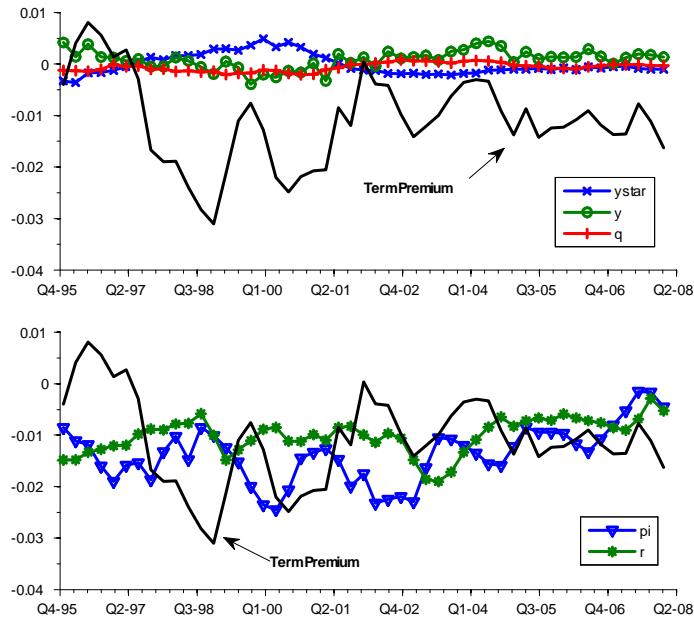 0.01
0
-0.01
-0.02
-0.03
-0.04
TermPremium
ystar
y
q
Q4-95 Q2-97 Q3-98 Q1-00 Q2-01 Q4-02 Q1-04 Q3-05 Q4-06 Q2-08
0.01
0
-0.01
-0.02
-0.03
-0.04
TermPremium
pi
r
Q4-95 Q2-97 Q3-98 Q1-00 Q2-01 Q4-02 Q1-04 Q3-05 Q4-06 Q2-08